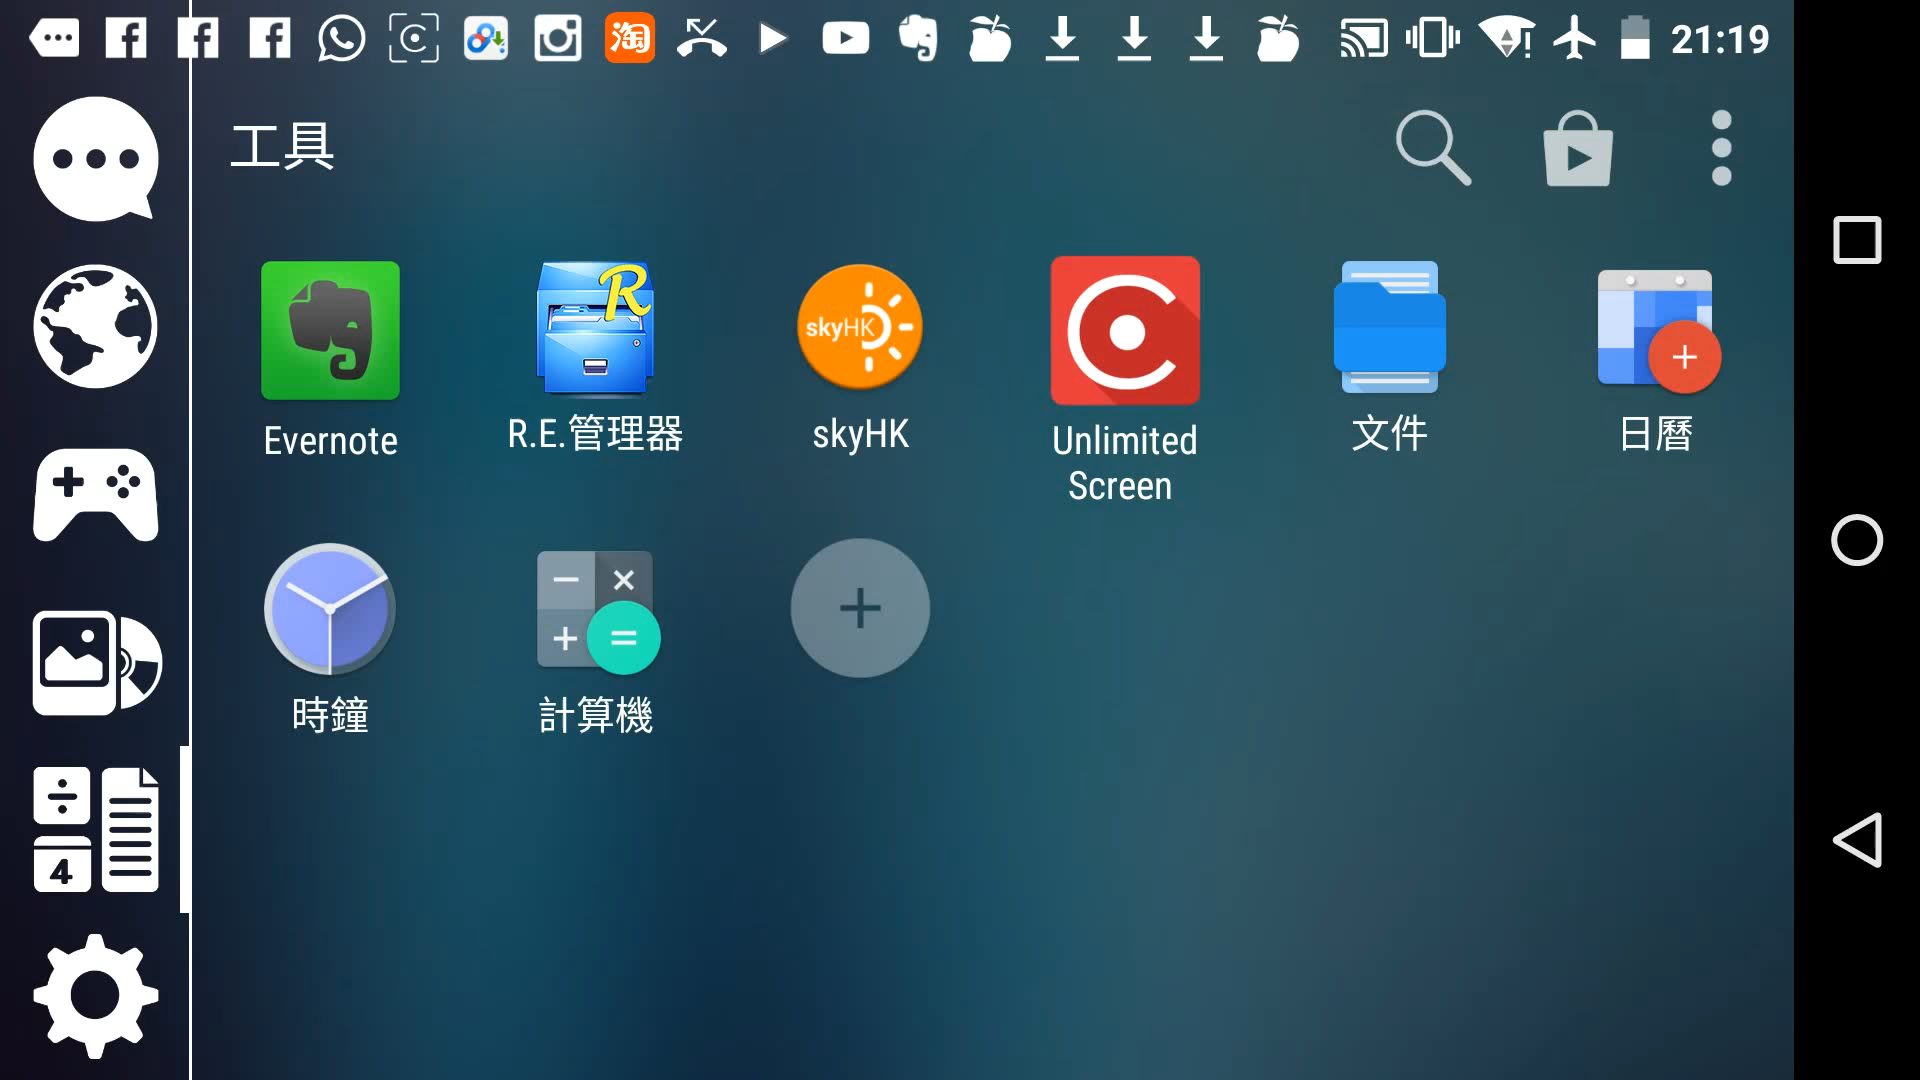 淘
21:19
工具
skyHK
Evernote
R.E.管理器
skyHK
Unlimited
Screen
文件
日曆
時鐘
計算機
4